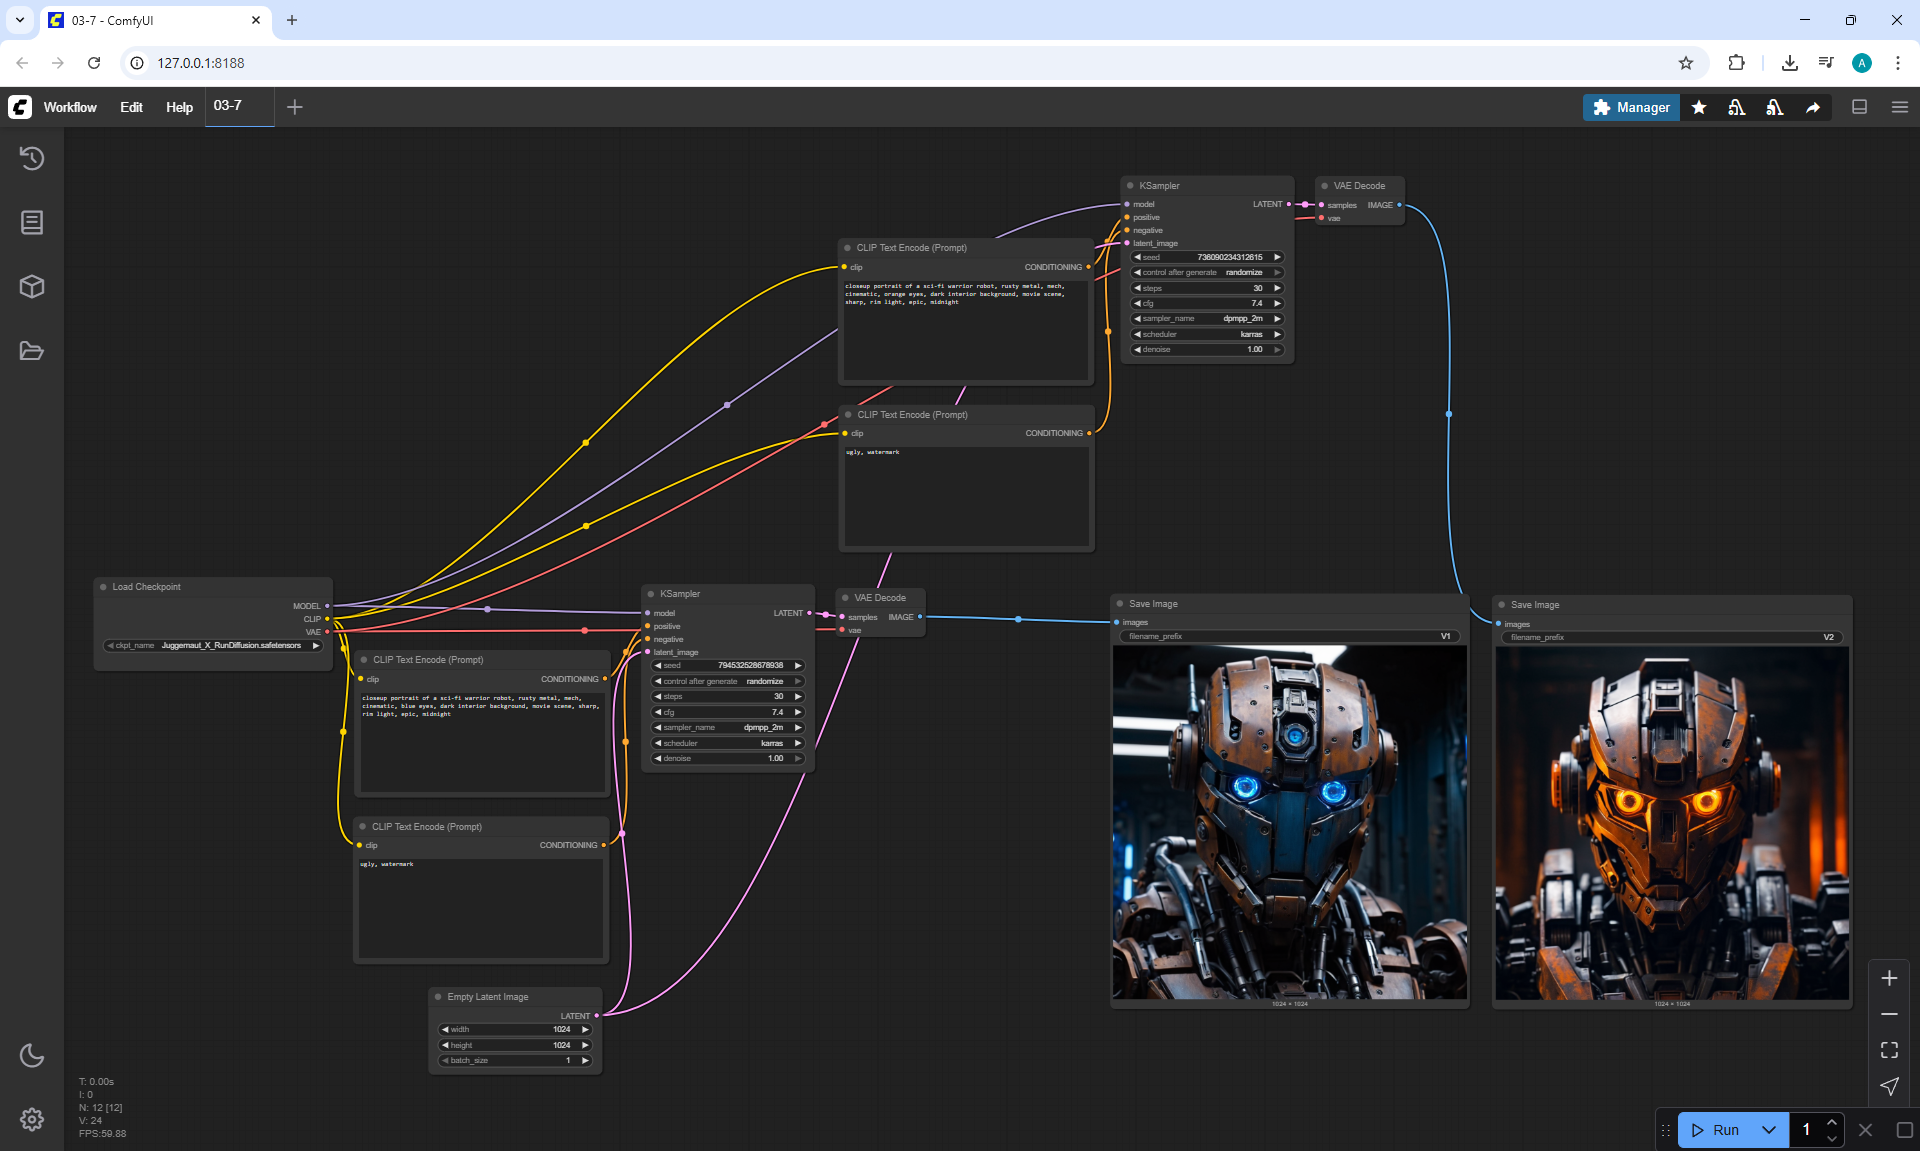 03-7 - ComfyUI
127.0.0.1:8188
A
Workflow
Edit
Help
03-7
Manager
KSampler
model
LATENT
positive
negative
latent_image
seed
736090234312615
control after generate
randomize
steps
30
cfg
7.4
sampler_name
dpmpp_2m
scheduler
karras
denoise
1.00
VAE Decode
samples
IMAGE
vae
CLIP Text Encode (Prompt)
clip
CONDITIONING
closeup portrait of a sci-fi warrior robot, rusty metal, mech,
cinematic, orange eyes, dark interior background, movie scene,
sharp, rim light, epic, midnight
CLIP Text Encode (Prompt)
clip
CONDITIONING
ugly, watermark
Load Checkpoint
MODEL
CLIP
VAE
ckpt_name
Juggernaut_X_RunDiffusion.safetensors
KSampler
model
LATENT
positive
negative
latent_image
seed
794532528678938
control after generate
randomize
steps
30
cfg
7.4
sampler_name
dpmpp_2m
scheduler
karras
denoise
1.00
VAE Decode
samples
IMAGE
vae
CLIP Text Encode (Prompt)
clip
CONDITIONING
closeup portrait of a sci-fi warrior robot, rusty metal, mech,
cinematic, blue eyes, dark interior background, movie scene, sharp,
rim light, epic, midnight
CLIP Text Encode (Prompt)
clip
CONDITIONING
ugly, watermark
Empty Latent Image
LATENT
width
1024
height
1024
batch_size
1
Save Image
images
filename_prefix
V1
1024 × 1024
Save Image
images
filename_prefix
V2
1024 × 1024
T: 0.00s
I: 0
N: 12 [12]
V: 24
FPS:59.88
Run
1